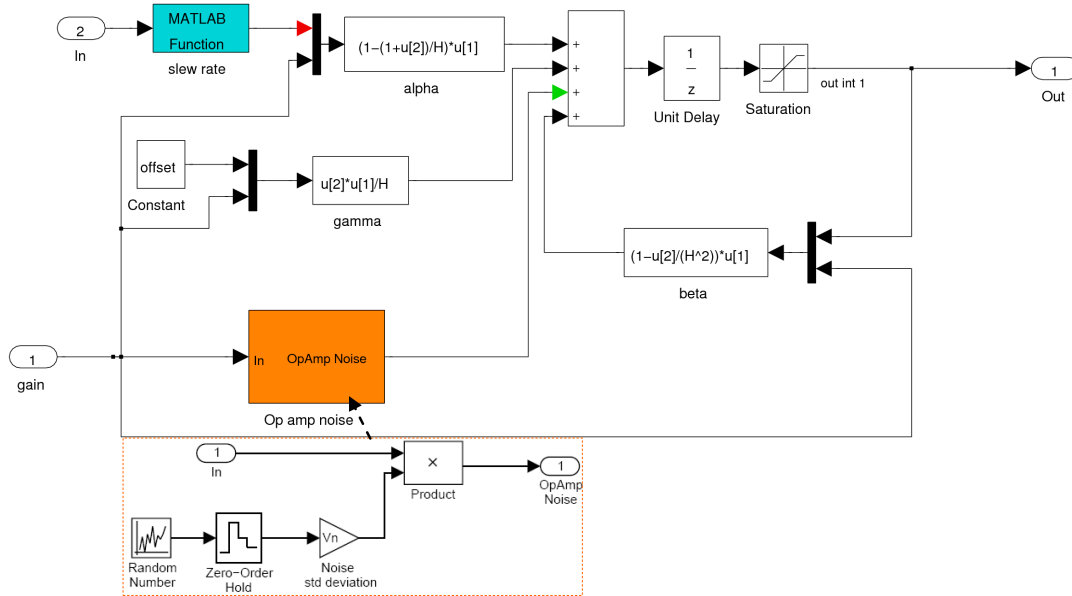 2
In
MATLAB
Function
slew rate
(1−(1+u[2])/H)*u[1]
alpha
+
+
+
+
1
z
Unit Delay
Saturation
out int 1
1
Out
offset
Constant
u[2]*u[1]/H
gamma
(1−u[2]/(H^2))*u[1]
beta
1
gain
In
OpAmp Noise
Op amp noise
1
In
×
Product
1
OpAmp
Noise
Random
Number
Zero−Order
Hold
Vn
Noise
std deviation